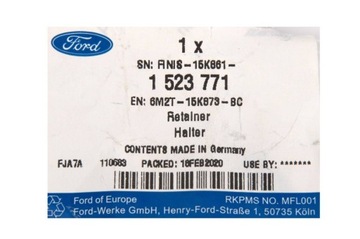 Ford
1 x
SN: FINIS-15K861-
1 523 771
EN: 6M2T-15K873-BC
Retainer
Halter
CONTENTS MADE IN Germany
FJA7A 110683 PACKED: 18FEB2020 USE BY: *******
Ford of Europe RKPMS NO. MFL001
Ford-Werke GmbH, Henry-Ford-Straße 1, 50735 Köln